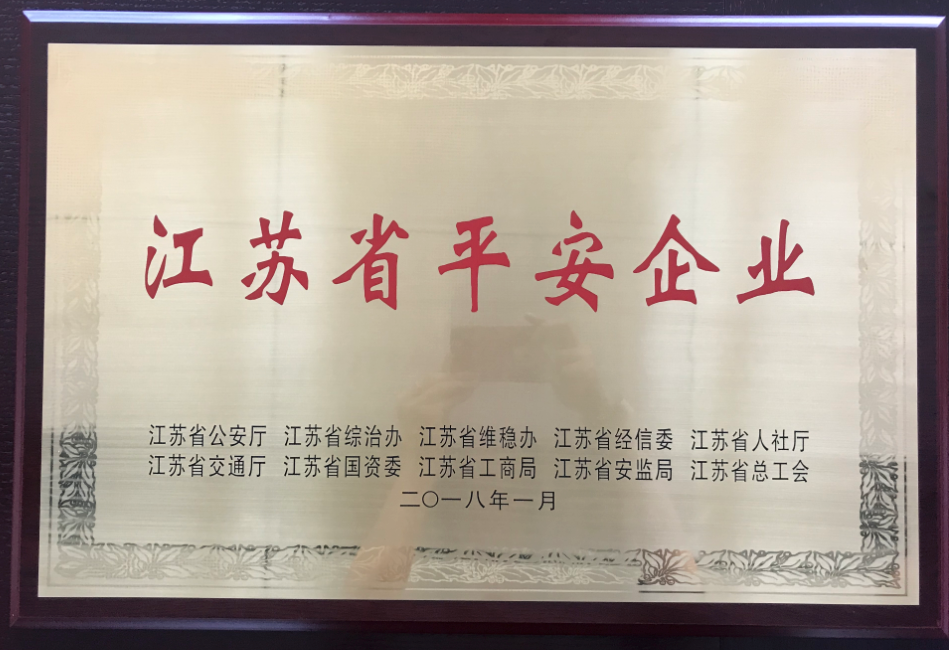 江苏省平安企业
江苏省公安厅 江苏省综治办 江苏省维稳办 江苏省经信委 江苏省人社厅
江苏省交通厅 江苏省国资委 江苏省工商局 江苏省安监局 江苏省总工会
二〇一八年一月